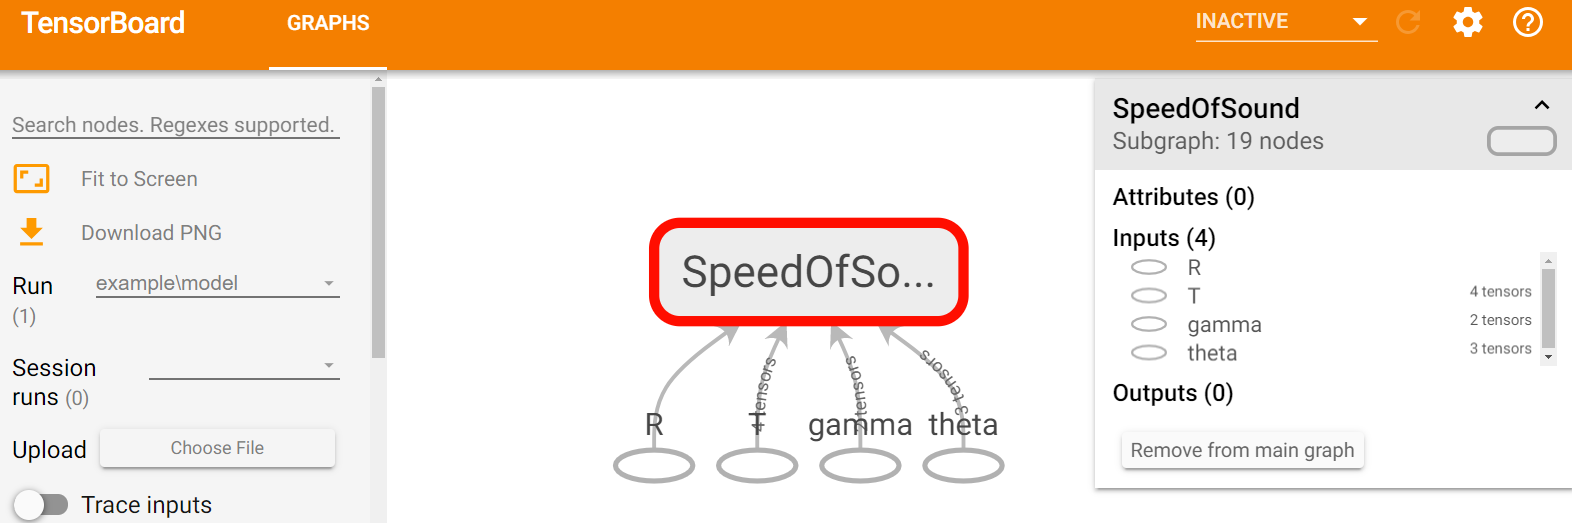 TensorBoard
GRAPHS
INACTIVE
Search nodes. Regexes supported.
Fit to Screen
Download PNG
Run
(1)
example\model
Session
runs (0)
Upload
Choose File
Trace inputs
SpeedOfSo...
4 tensors
2 tensors
3 tensors
R
T
gamma
theta
SpeedOfSound
Subgraph: 19 nodes
Attributes (0)
Inputs (4)
R
T
4 tensors
gamma
2 tensors
theta
3 tensors
Outputs (0)
Remove from main graph